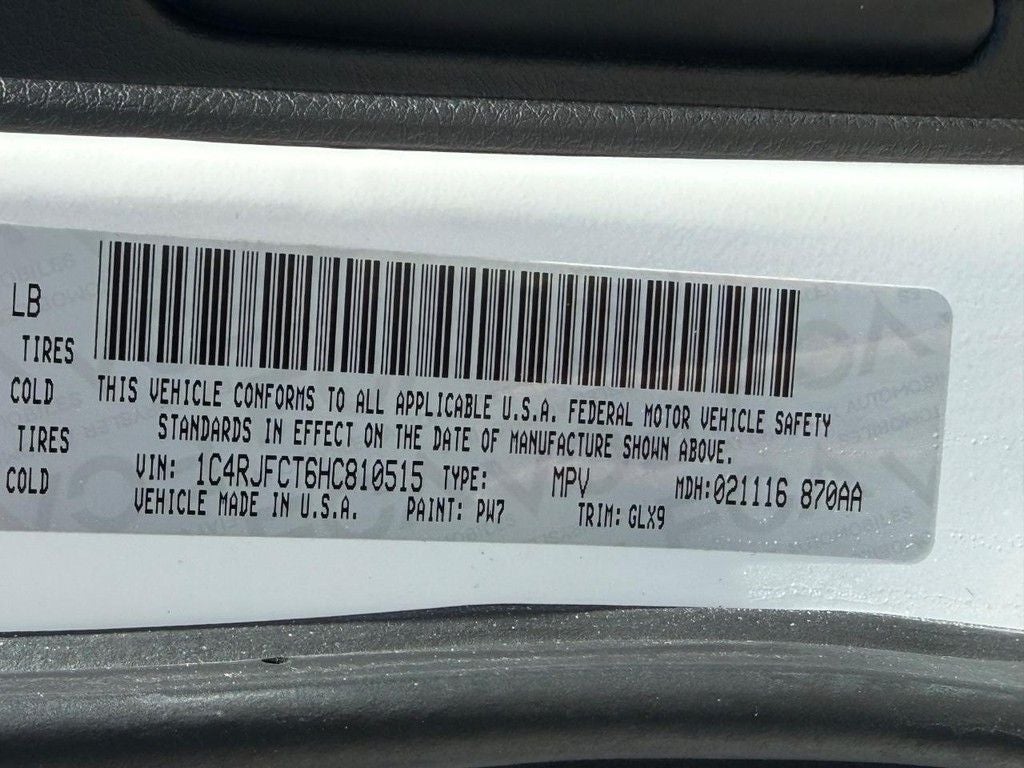 LB
TIRES
COLD
TIRES
COLD
THIS VEHICLE CONFORMS TO ALL APPLICABLE U.S.A. FEDERAL MOTOR VEHICLE SAFETY
STANDARDS IN EFFECT ON THE DATE OF MANUFACTURE SHOWN ABOVE.
VIN: 1C4RJFCT6HC810515 TYPE: MPV MDH:021116 870AA
VEHICLE MADE IN U.S.A. PAINT: PW7 TRIM: GLX9